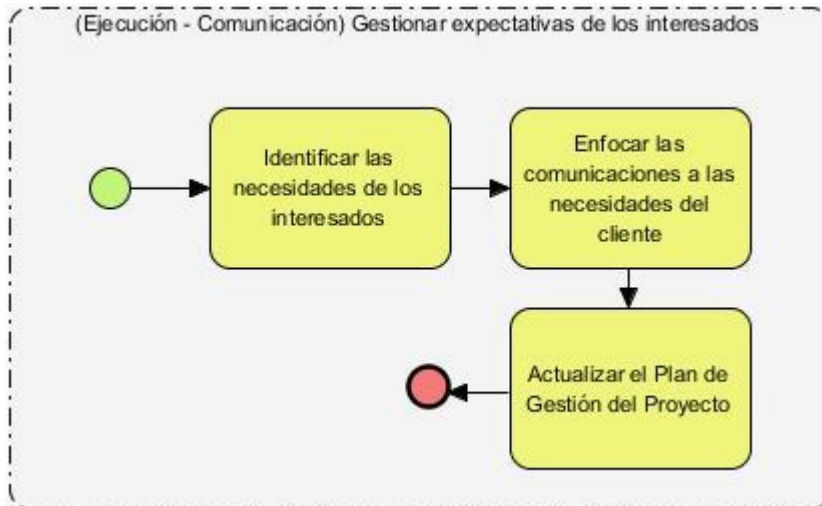 (Ejecución - Comunicación) Gestionar expectativas de los interesados
Identificar las
necesidades de los
interesados
Enfocar las
comunicaciones a las
necesidades del
cliente
Actualizar el Plan de
Gestión del Proyecto